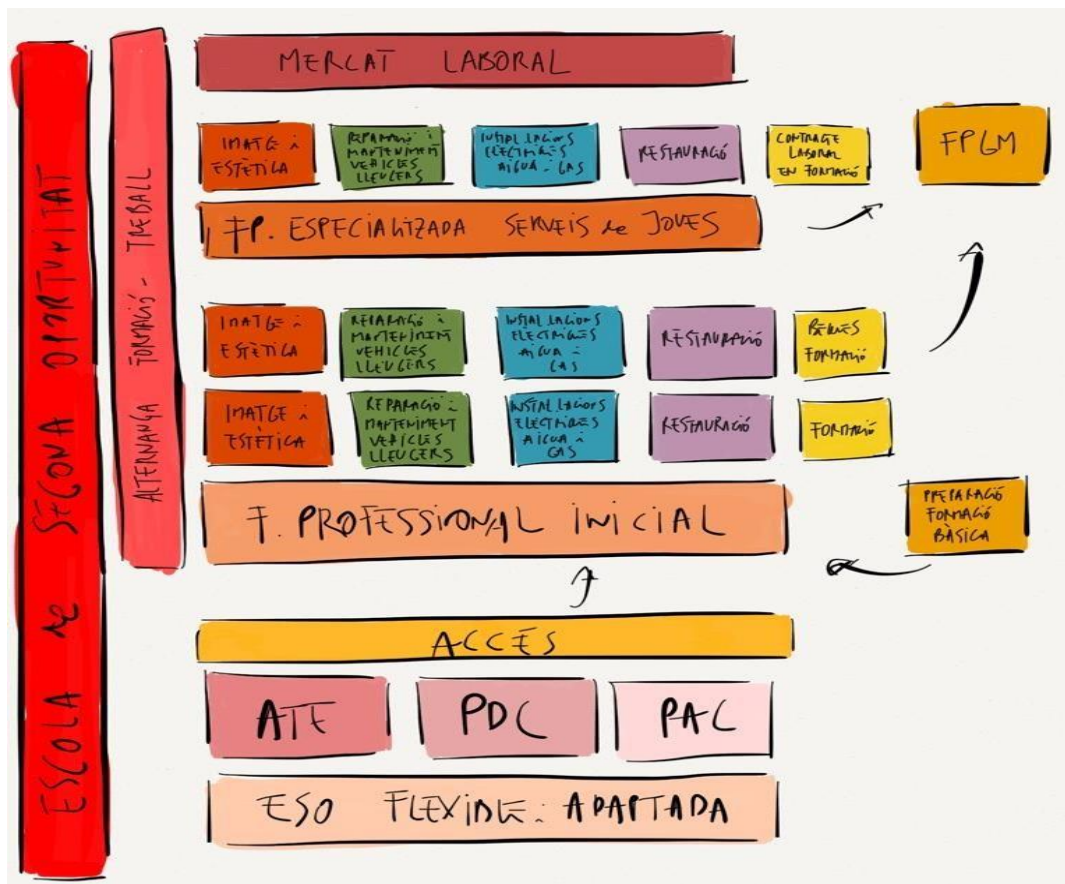 ESCOLA de SEGONA OPORTUNITAT
ALTERNANÇA FORMACIÓ - TREBALL
MERCAT LABORAL
IMATGE i
ESTÈTICA
REPARACIÓ i
MANTENIMENT
VEHICLES
LLEUGERS
INSTAL·LACIONS
ELECTRIQUES
AIGUA - GAS
RESTAURACIÓ
CONTRACTE
LABORAL
EN FORMACIÓ
FPGM
FP. ESPECIALITZADA SERVEIS de JOVES
IMATGE i
ESTÈTICA
REPARACIÓ i
MANTENIMENT
VEHICLES
LLEUGERS
INSTAL·LACIONS
ELECTRIQUES
AIGUA i
GAS
RESTAURACIÓ
BEQUES
FORMACIÓ
IMATGE i
ESTÈTICA
REPARACIÓ i
MANTENIMENT
VEHICLES
LLEUGERS
INSTAL·LACIONS
ELECTRIQUES
AIGUA i
GAS
RESTAURACIÓ
FORMACIÓ
F. PROFESSIONAL INICIAL
PREPARACIÓ
FORMACIÓ
BÀSICA
ACCÉS
ATE
PDC
PAC
ESO FLEXIBLE i ADAPTADA